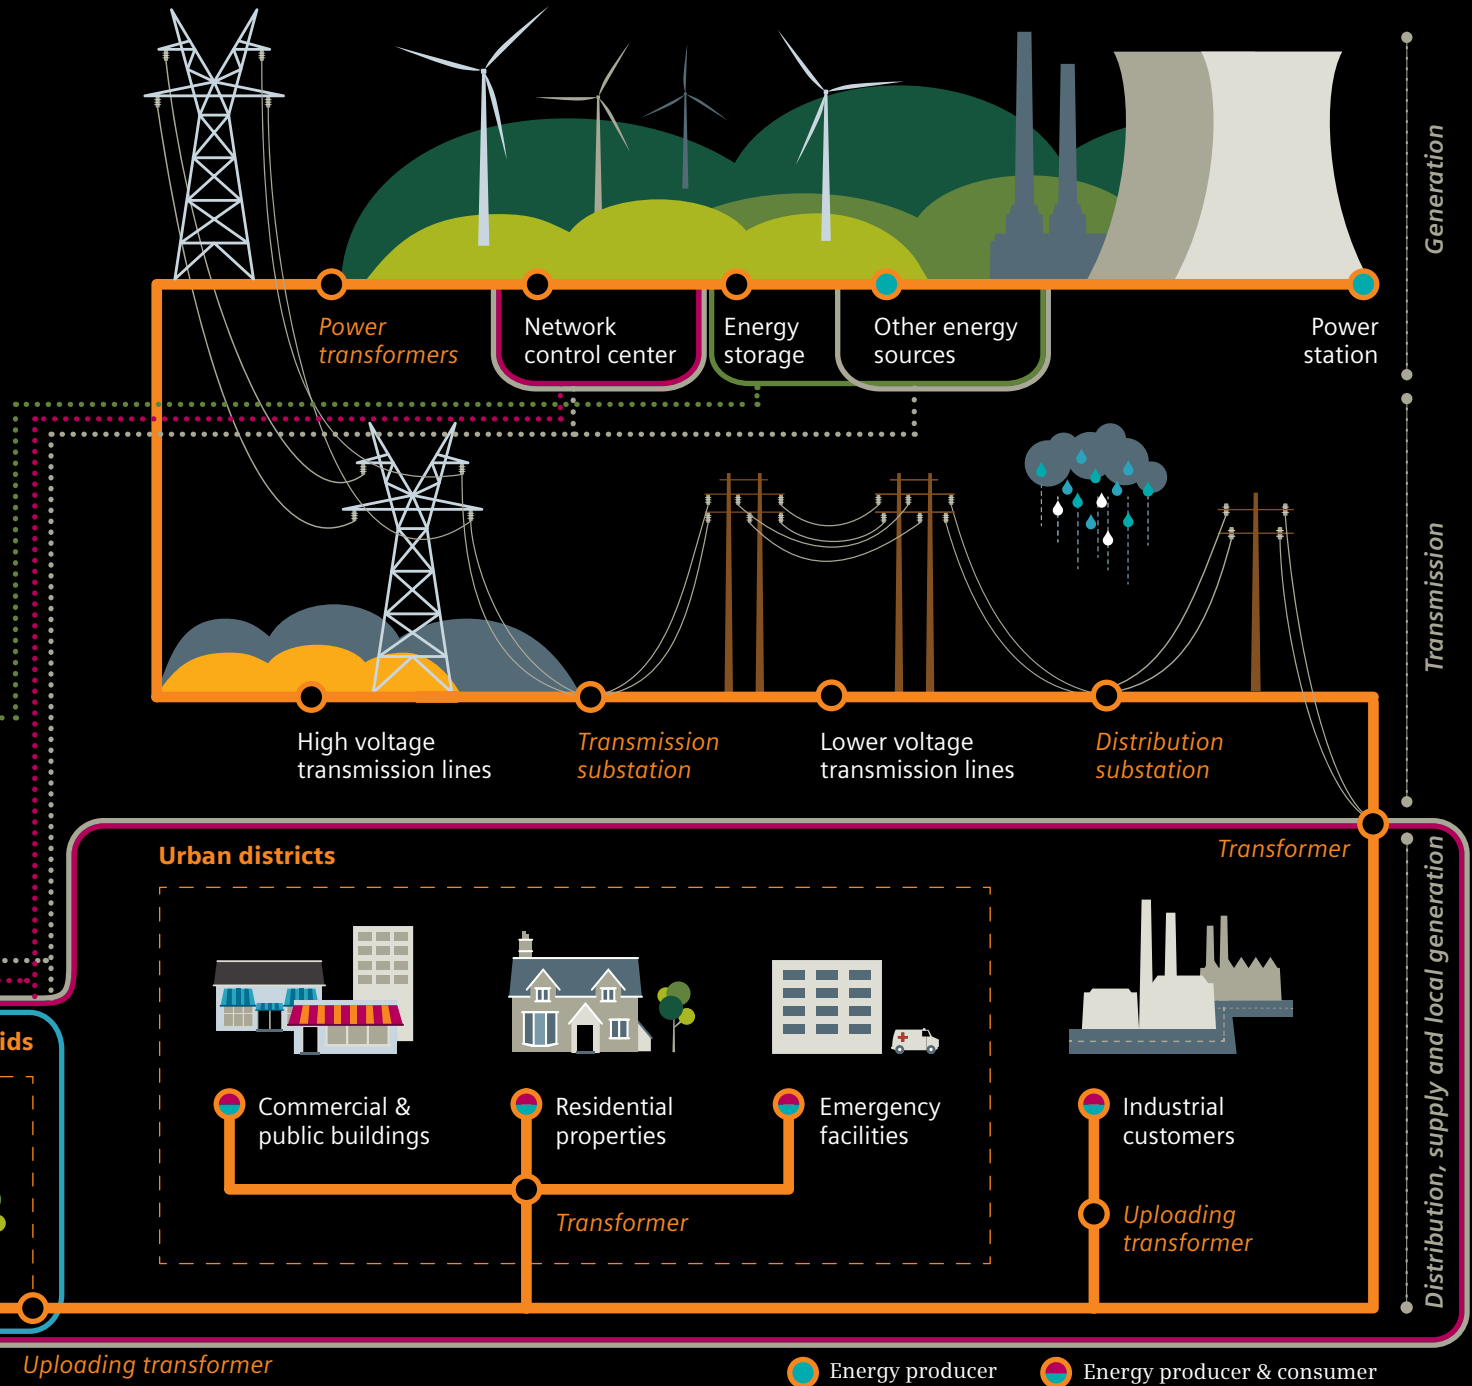 Generation
Power
transformers
Network
control center
Energy
storage
Other energy
sources
Power
station
Transmission
High voltage
transmission lines
Transmission
substation
Lower voltage
transmission lines
Distribution
substation
Transformer
Urban districts
Distribution, supply and local generation
ids
Commercial &
public buildings
Residential
properties
Emergency
facilities
Industrial
customers
Transformer
Uploading
transformer
Uploading transformer
Energy producer
Energy producer & consumer